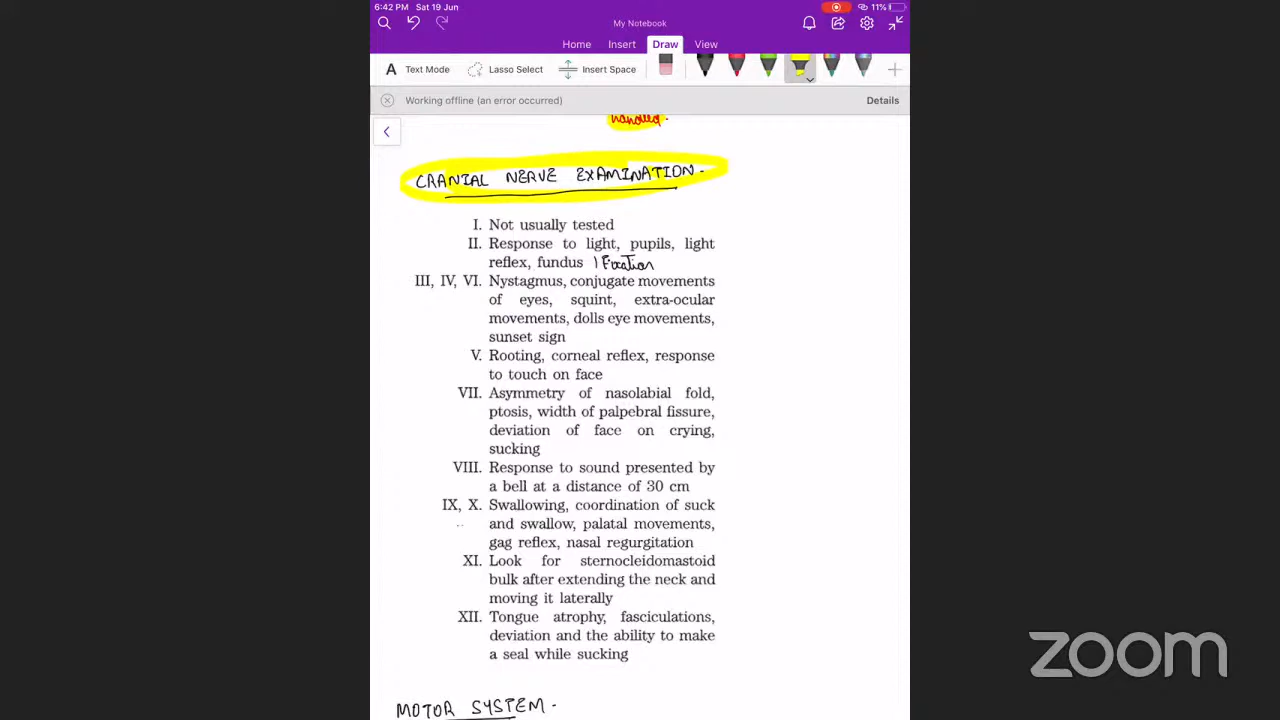 6:42 PM Sat 19 Jun
11%
My Notebook
Home Insert Draw View
A Text Mode Lasso Select Insert Space
Working offline (an error occurred) Details
handled.
CRANIAL NERVE EXAMINATION.
I. Not usually tested
II. Response to light, pupils, light
reflex, fundus / Fixation
III, IV, VI. Nystagmus, conjugate movements
of eyes, squint, extra-ocular
movements, dolls eye movements,
sunset sign
V. Rooting, corneal reflex, response
to touch on face
VII. Asymmetry of nasolabial fold,
ptosis, width of palpebral fissure,
deviation of face on crying,
sucking
VIII. Response to sound presented by
a bell at a distance of 30 cm
IX, X. Swallowing, coordination of suck
and swallow, palatal movements,
gag reflex, nasal regurgitation
XI. Look for sternocleidomastoid
bulk after extending the neck and
moving it laterally
XII. Tongue atrophy, fasciculations,
deviation and the ability to make
a seal while sucking
MOTOR SYSTEM.
zoom